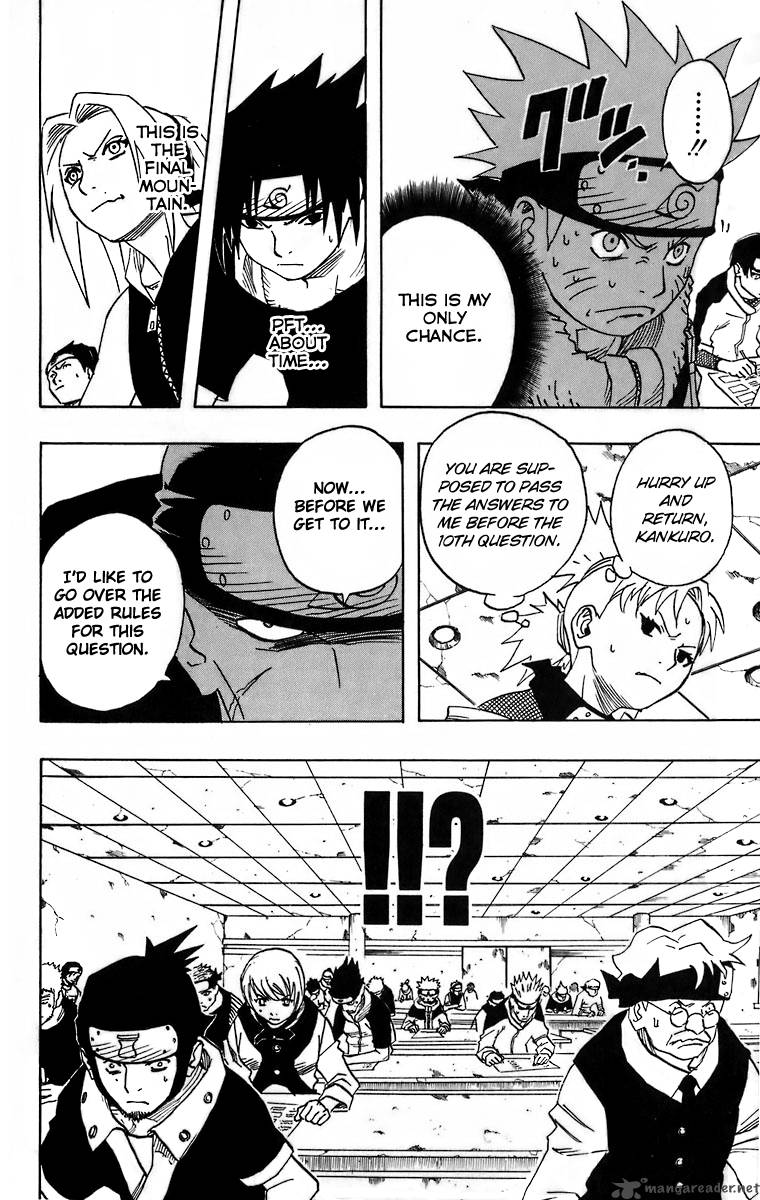 ......!!
グッ
THIS IS MY
ONLY
CHANCE.
PFT...
ABOUT
TIME...
THIS IS
THE
FINAL
MOUN-
TAIN.
HURRY UP
AND
RETURN,
KANKURO.
YOU ARE SUP-
POSED TO PASS
THE ANSWERS TO
ME BEFORE THE
10TH QUESTION.
NOW...
BEFORE WE
GET TO IT...
I'D LIKE TO
GO OVER THE
ADDED RULES
FOR THIS
QUESTION.
!!?
mangareader.net